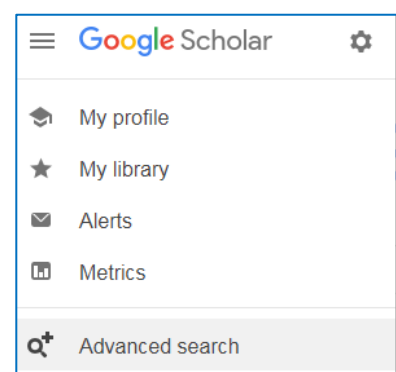 Google Scholar
My profile
My library
Alerts
Metrics
Advanced search